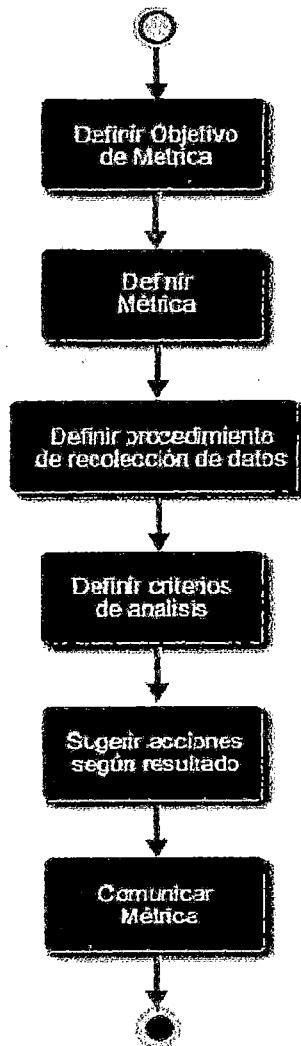 Definir Objetivo
de Metrica
Definir
Métrica
Definir procedimiento
de recolección de datos
Definir criterios
de analisis
Sugerir acciones
según resultado
Comunicar
Métrica